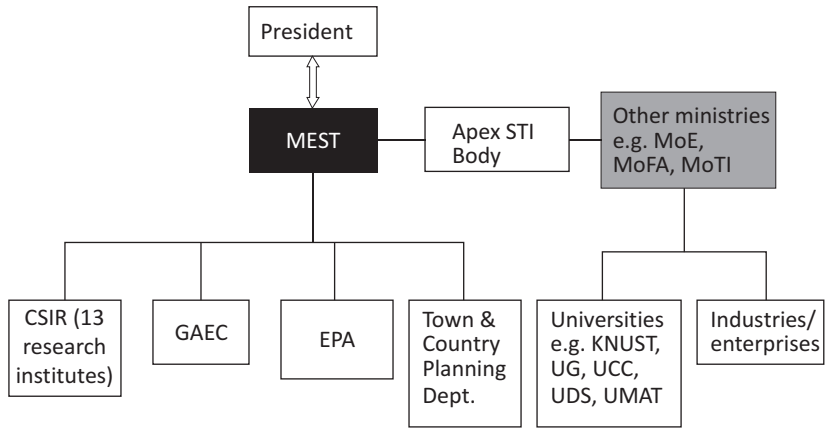 President
MEST
Apex STI
Body
Other ministries
e.g. MoE,
MoFA, MoTI
CSIR (13
research
institutes)
GAEC
EPA
Town &
Country
Planning
Dept.
Universities
e.g. KNUST,
UG, UCC,
UDS, UMAT
Industries/
enterprises